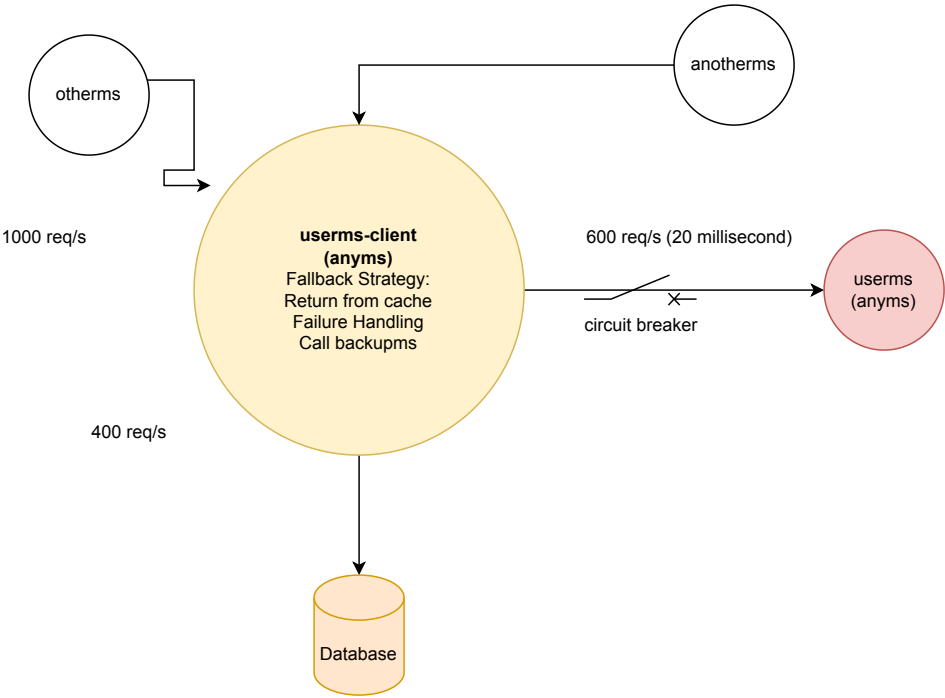 otherms
anotherms
1000 req/s
userms-client
(anyms)
Fallback Strategy:
Return from cache
Failure Handling
Call backupms
600 req/s (20 millisecond)
circuit breaker
userms
(anyms)
400 req/s
Database